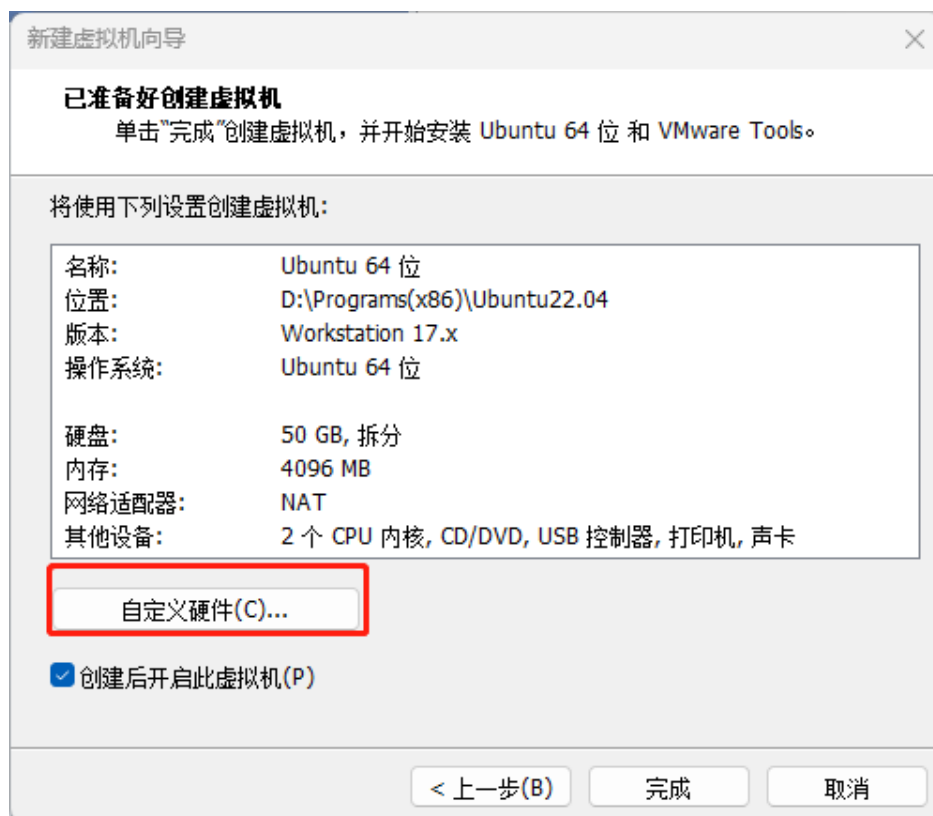 新建虚拟机向导
已准备好创建虚拟机
单击"完成"创建虚拟机，并开始安装 Ubuntu 64 位 和 VMware Tools。
将使用下列设置创建虚拟机:
名称: Ubuntu 64 位
位置: D:\Programs(x86)\Ubuntu22.04
版本: Workstation 17.x
操作系统: Ubuntu 64 位
硬盘: 50 GB, 拆分
内存: 4096 MB
网络适配器: NAT
其他设备: 2 个 CPU 内核, CD/DVD, USB 控制器, 打印机, 声卡
自定义硬件(C)...
创建后开启此虚拟机(P)
< 上一步(B) 完成 取消